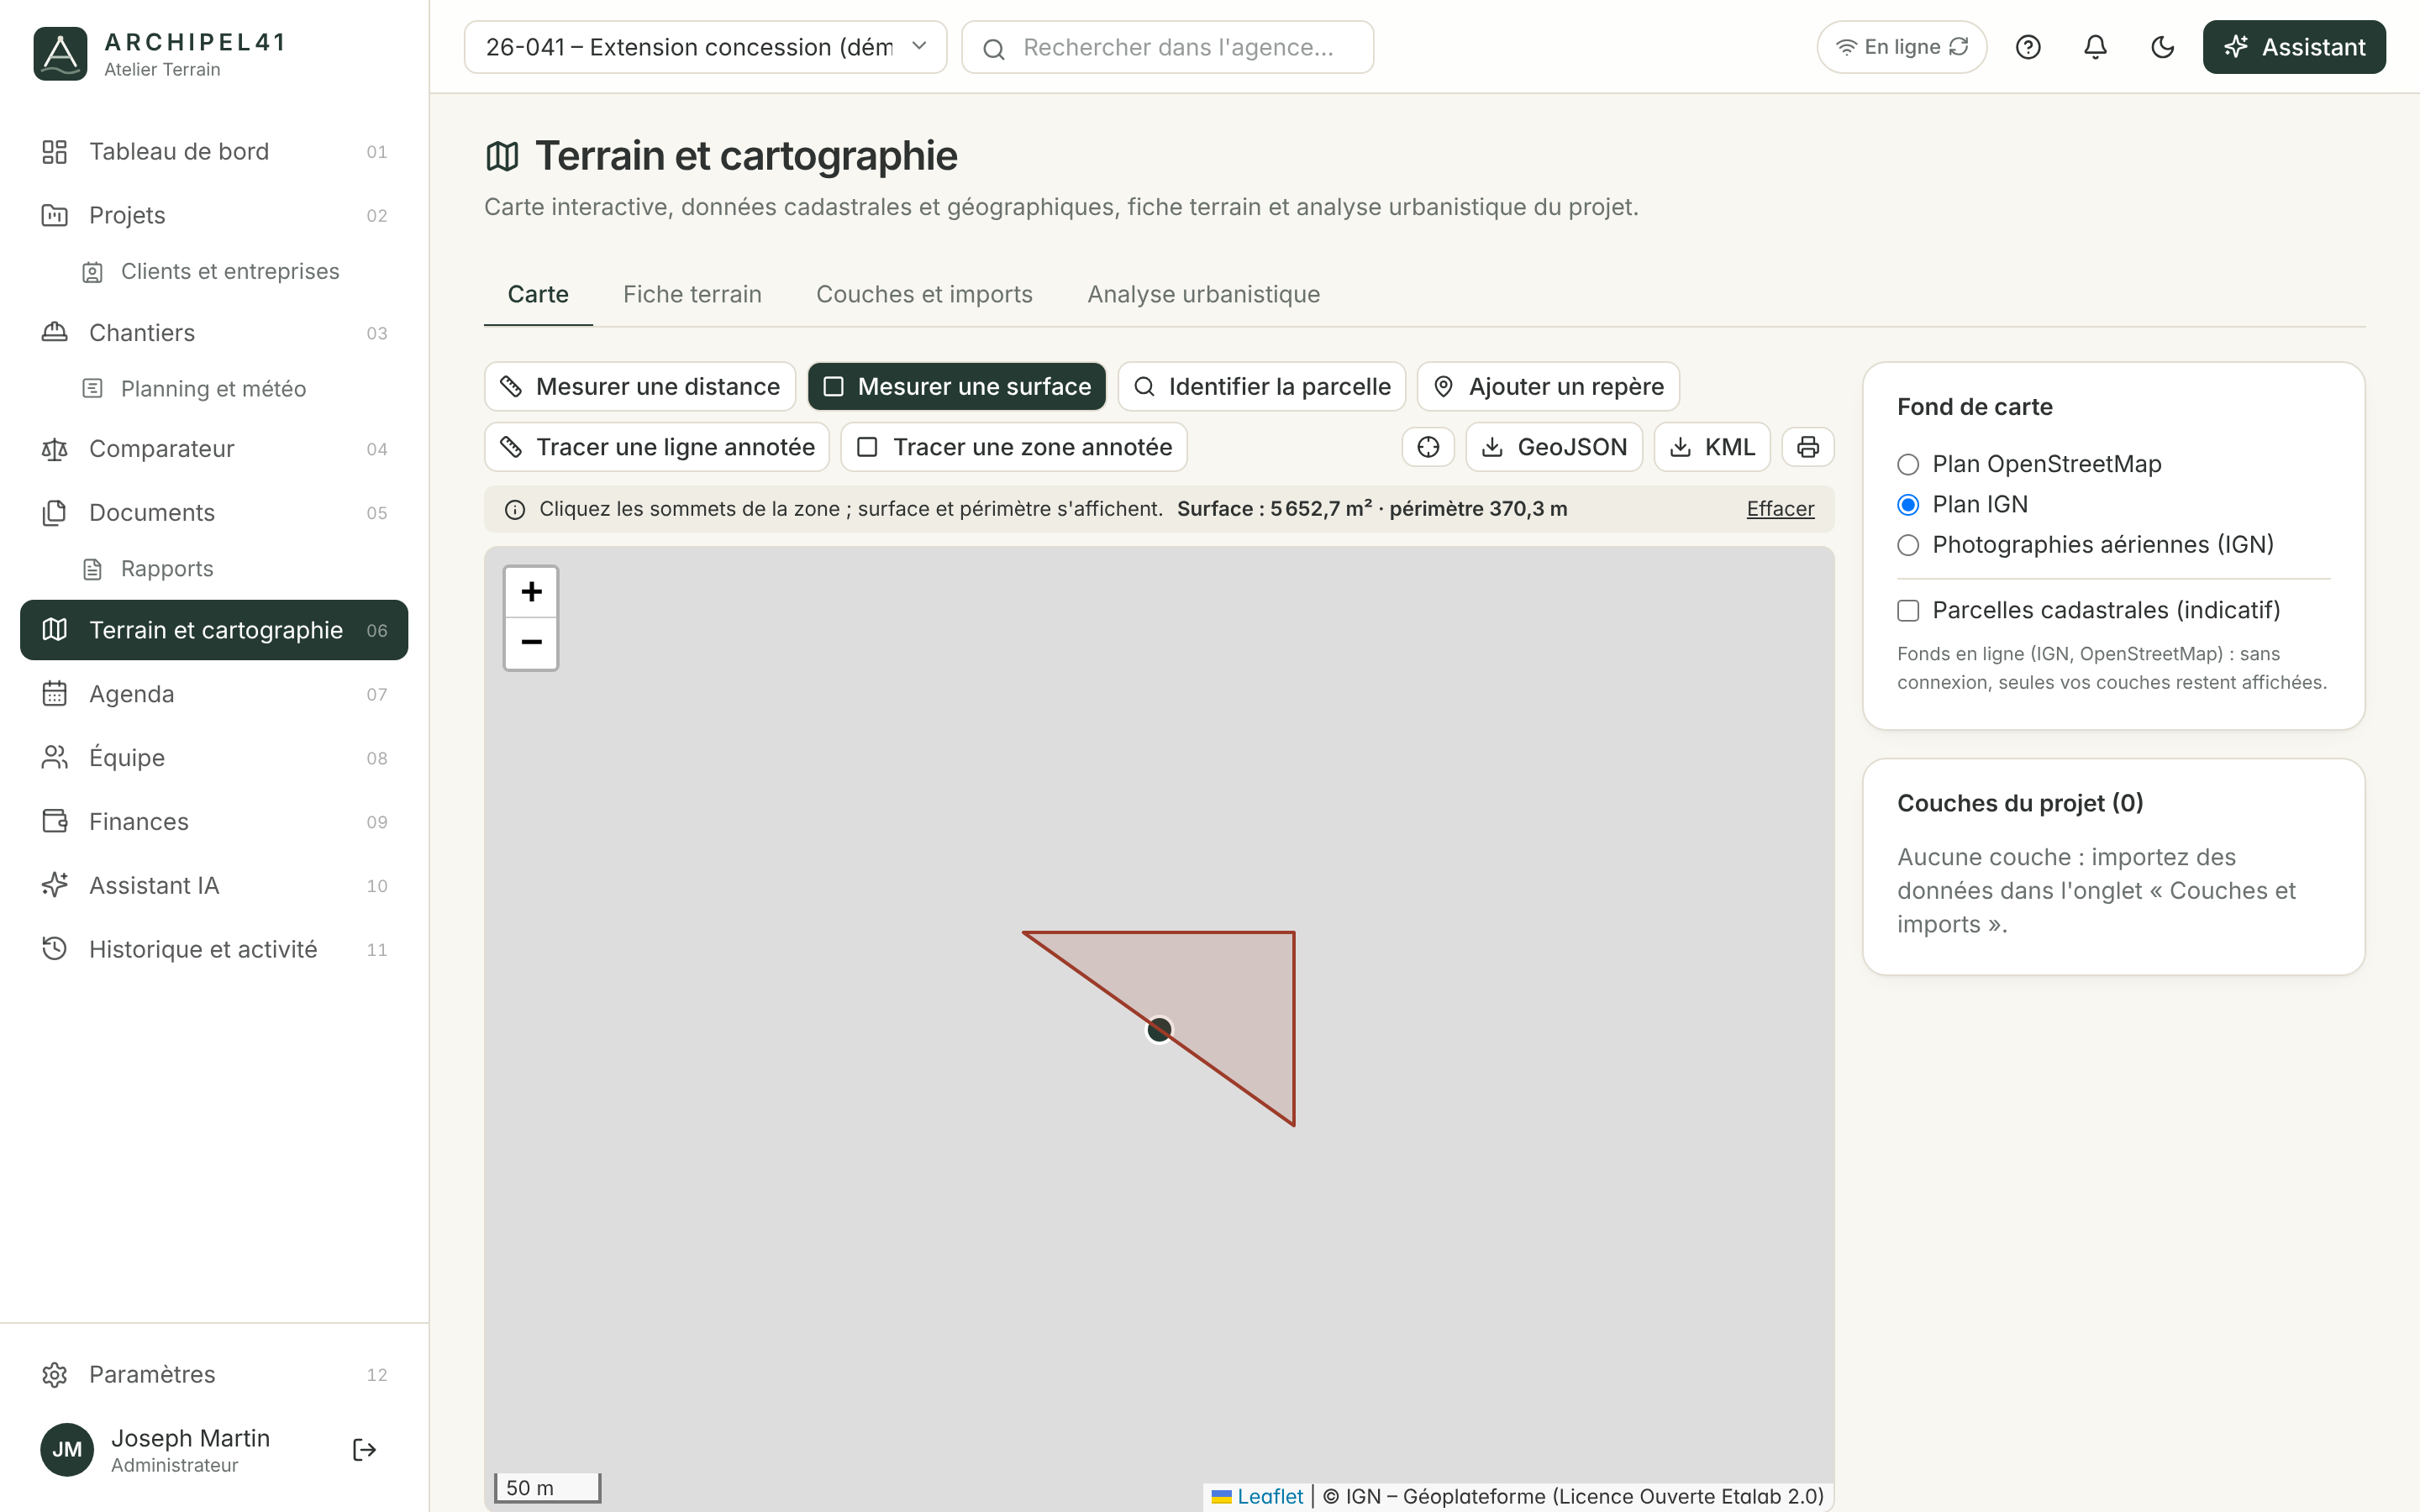 ARCHIPEL41
Atelier Terrain
Tableau de bord 01
Projets 02
Clients et entreprises
Chantiers 03
Planning et météo
Comparateur 04
Documents 05
Rapports
Terrain et cartographie 06
Agenda 07
Équipe 08
Finances 09
Assistant IA 10
Historique et activité 11
Paramètres 12
JM
Joseph Martin
Administrateur
26-041 – Extension concession (dém
Rechercher dans l'agence...
En ligne
Assistant
Terrain et cartographie
Carte interactive, données cadastrales et géographiques, fiche terrain et analyse urbanistique du projet.
Carte Fiche terrain Couches et imports Analyse urbanistique
Mesurer une distance Mesurer une surface Identifier la parcelle Ajouter un repère
Tracer une ligne annotée Tracer une zone annotée GeoJSON KML
Cliquez les sommets de la zone ; surface et périmètre s'affichent. Surface : 5 652,7 m² · périmètre 370,3 m Effacer
+
−
50 m
Leaflet | © IGN – Géoplateforme (Licence Ouverte Etalab 2.0)
Fond de carte
Plan OpenStreetMap
Plan IGN
Photographies aériennes (IGN)
Parcelles cadastrales (indicatif)
Fonds en ligne (IGN, OpenStreetMap) : sans
connexion, seules vos couches restent affichées.
Couches du projet (0)
Aucune couche : importez des
données dans l'onglet « Couches et
imports ».